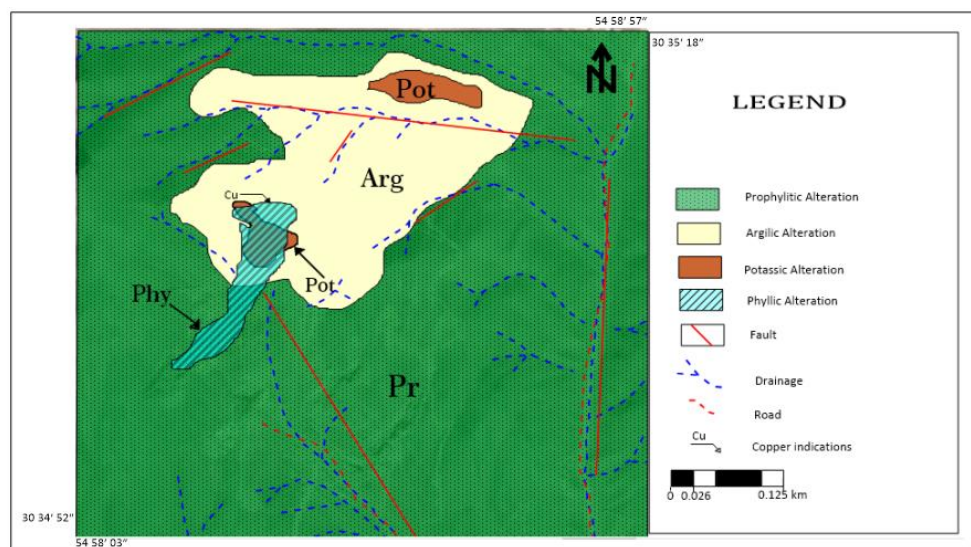 54 58' 57"
30 35' 18"
N
Pot
Arg
Cu
Pot
Phy
Pr
30 34' 52"
54 58' 03"
LEGEND
Prophylitic Alteration
Argilic Alteration
Potassic Alteration
Phyllic Alteration
Fault
Drainage
Road
Cu
Copper indications
0 0.026 0.125 km